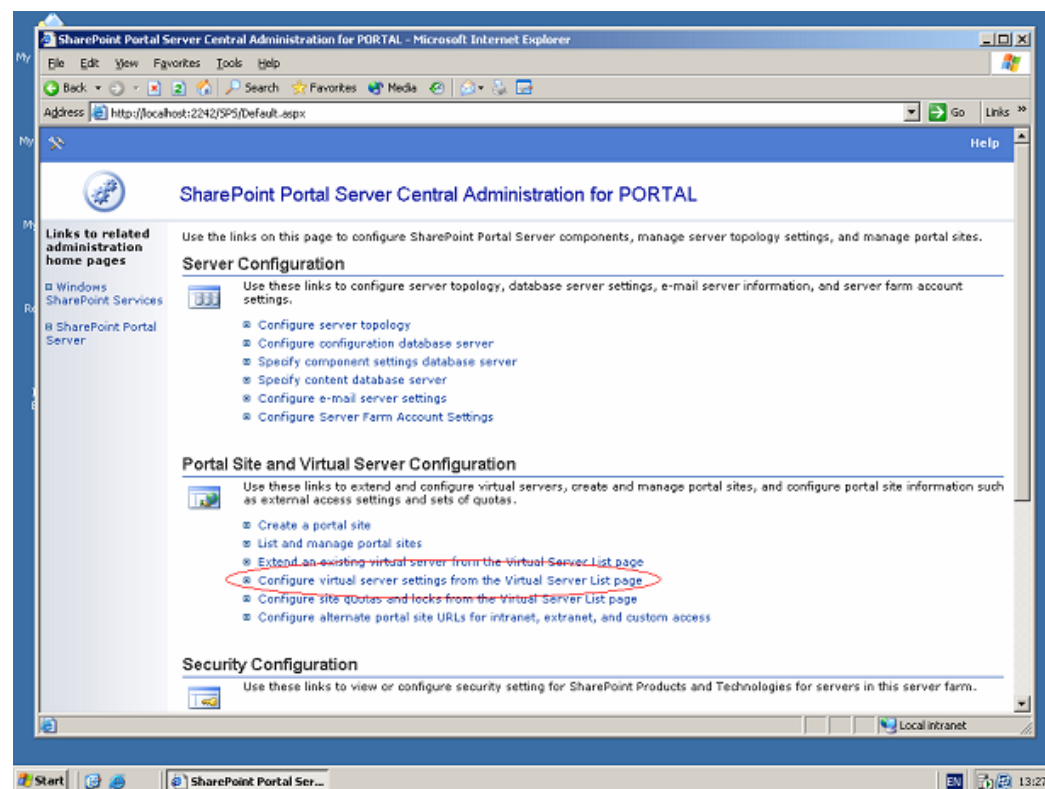 SharePoint Portal Server Central Administration for PORTAL - Microsoft Internet Explorer
File Edit View Favorites Tools Help
Back Search Favorites Media
Address http://localhost:2242/SPS/Default.aspx Go Links »
Help
SharePoint Portal Server Central Administration for PORTAL
Links to related
administration
home pages
Windows
SharePoint Services
SharePoint Portal
Server
Use the links on this page to configure SharePoint Portal Server components, manage server topology settings, and manage portal sites.
Server Configuration
Use these links to configure server topology, database server settings, e-mail server information, and server farm account
settings.
Configure server topology
Configure configuration database server
Specify component settings database server
Specify content database server
Configure e-mail server settings
Configure Server Farm Account Settings
Portal Site and Virtual Server Configuration
Use these links to extend and configure virtual servers, create and manage portal sites, and configure portal site information such
as external access settings and sets of quotas.
Create a portal site
List and manage portal sites
Extend an existing virtual server from the Virtual Server List page
Configure virtual server settings from the Virtual Server List page
Configure site quotas and locks from the Virtual Server List page
Configure alternate portal site URLs for intranet, extranet, and custom access
Security Configuration
Use these links to view or configure security setting for SharePoint Products and Technologies for servers in this server farm.
Local intranet
Start SharePoint Portal Ser... EN 13:27